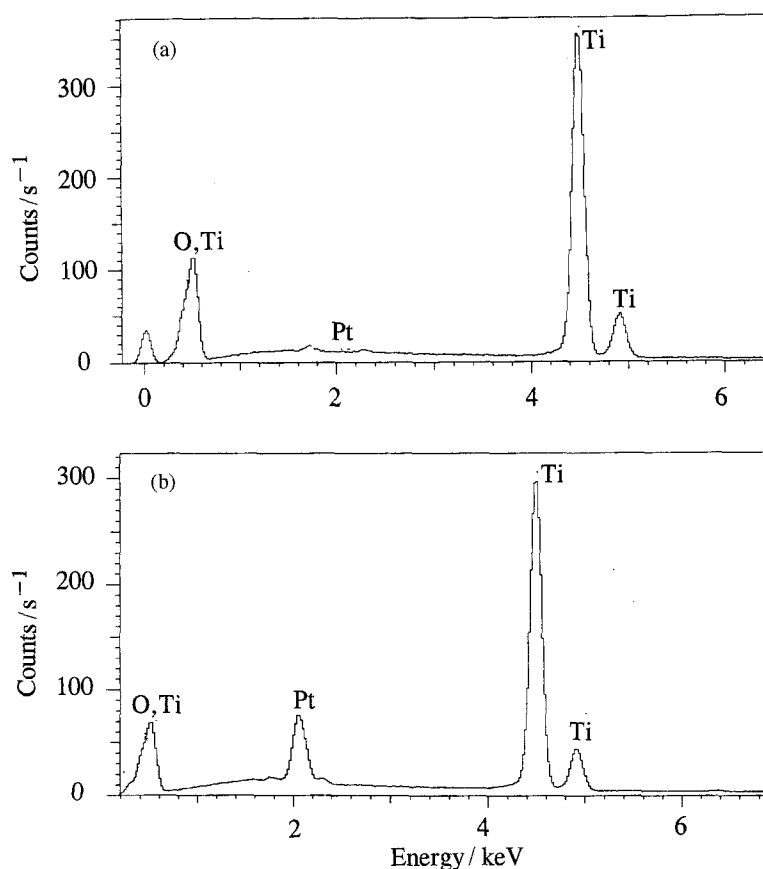 (a)
Ti
300
200
O,Ti
100
Ti
Pt
0
0 2 4 6
Counts / s⁻¹
(b)
300
Ti
200
100
O,Ti
Pt
Ti
0
2 4 6
Counts / s⁻¹
Energy / keV